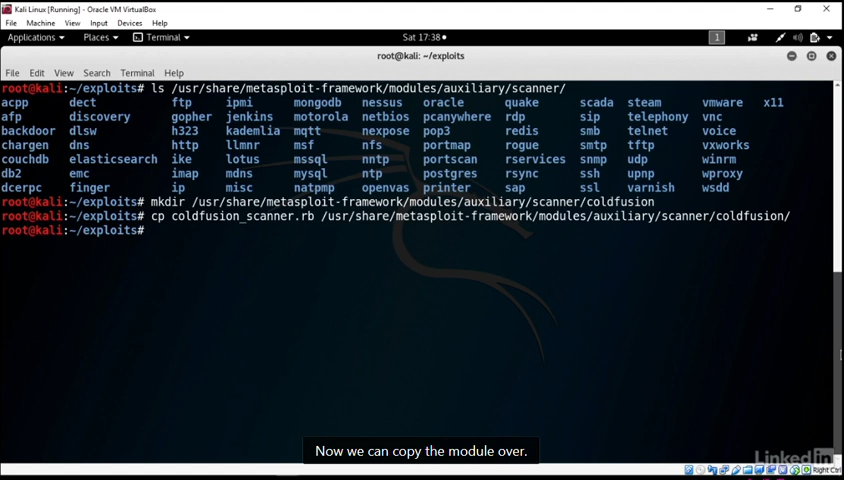 Kali Linux [Running] - Oracle VM VirtualBox
File Machine View Input Devices Help
Applications Places Terminal Sat 17:38 1
root@kali: ~/exploits
File Edit View Search Terminal Help
root@kali:~/exploits# ls /usr/share/metasploit-framework/modules/auxiliary/scanner/
acpp dect ftp ipmi mongodb nessus oracle quake scada steam vmware x11
afp discovery gopher jenkins motorola netbios pcanywhere rdp sip telephony vnc
backdoor dlsw h323 kademlia mqtt nexpose pop3 redis smb telnet voice
chargen dns http llmnr msf nfs portmap rogue smtp tftp vxworks
couchdb elasticsearch ike lotus mssql nntp portscan rservices snmp udp winrm
db2 emc imap mdns mysql ntp postgres rsync ssh upnp wproxy
dcerpc finger ip misc natpmp openvas printer sap ssl varnish wsdd
root@kali:~/exploits# mkdir /usr/share/metasploit-framework/modules/auxiliary/scanner/coldfusion
root@kali:~/exploits# cp coldfusion_scanner.rb /usr/share/metasploit-framework/modules/auxiliary/scanner/coldfusion/
root@kali:~/exploits#
Now we can copy the module over.
LinkedIn
Right Ctrl